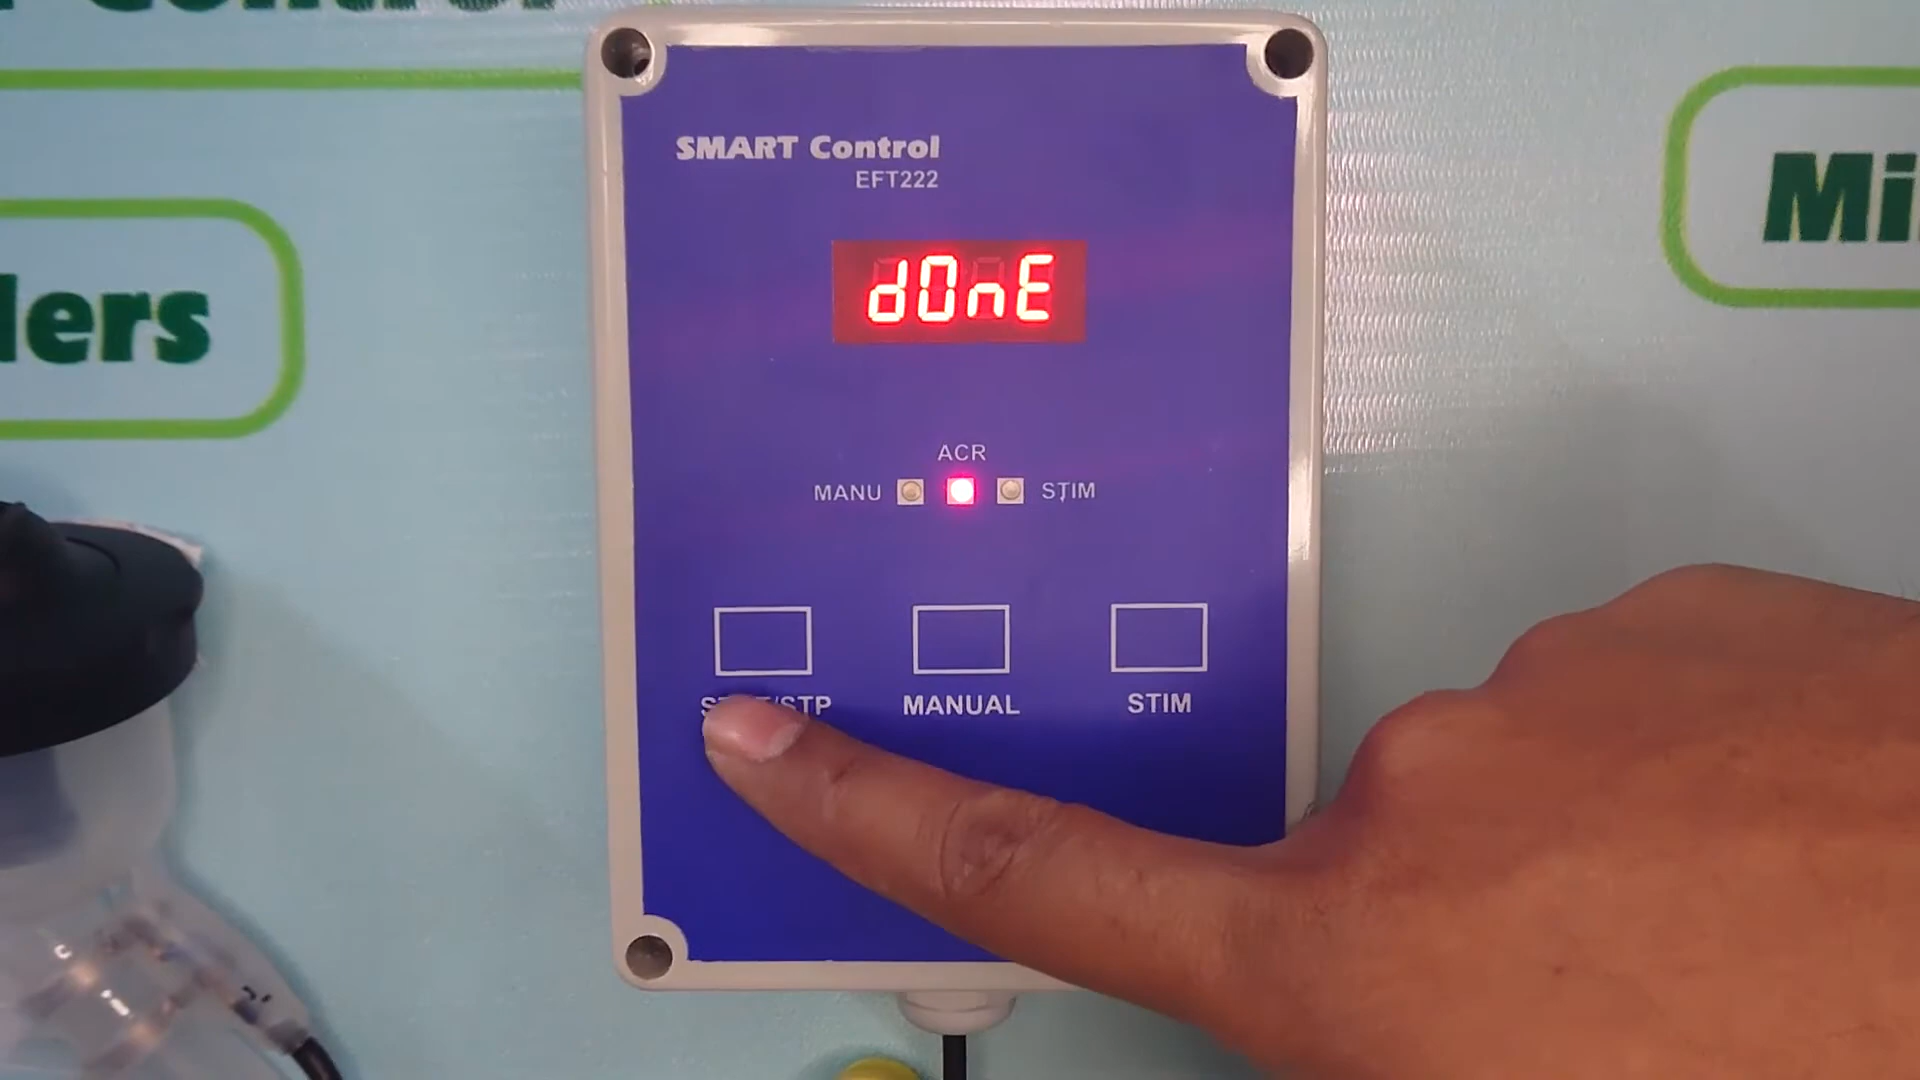 SMART Control
EFT222
d0nE
ACR
MANU
STIM
MANUAL
STIM